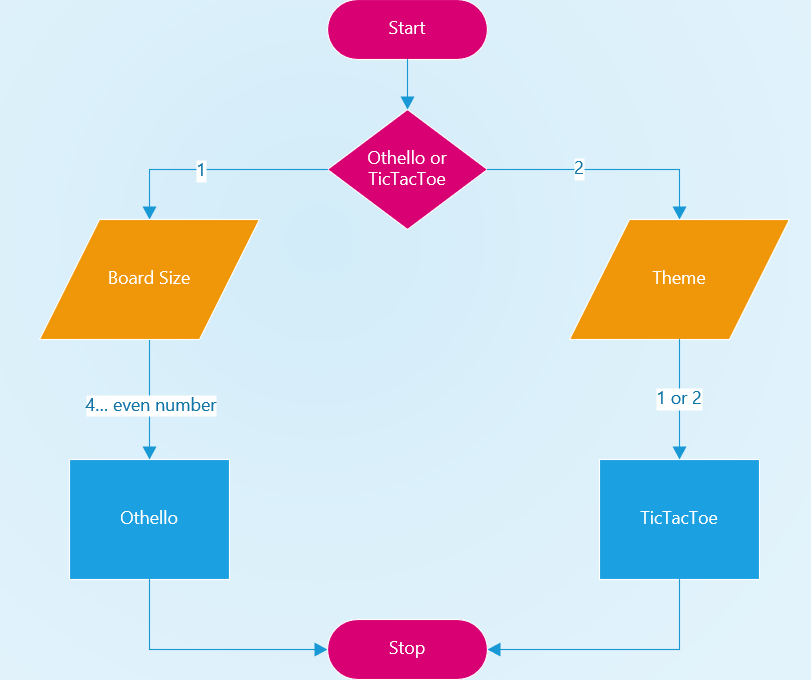 Start
Othello or
TicTacToe
1
2
Board Size
Theme
4... even number
1 or 2
Othello
TicTacToe
Stop